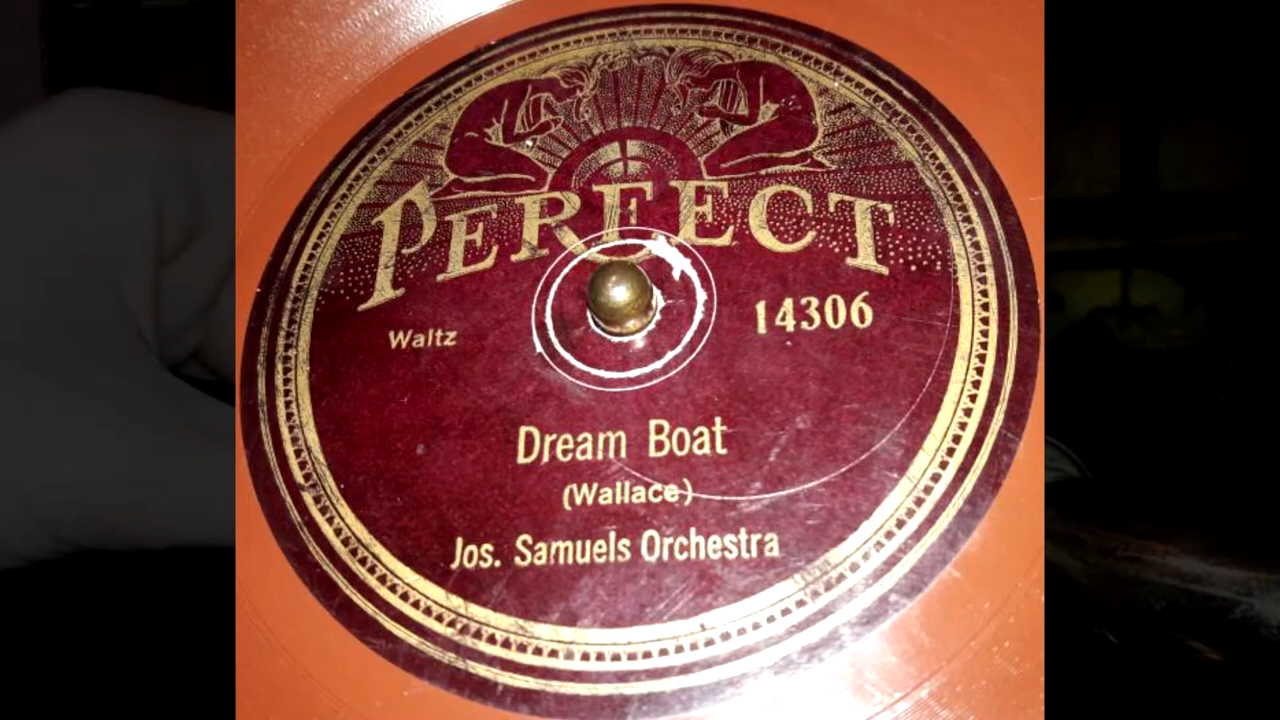 PERFECT
Waltz 14306
Dream Boat
(Wallace)
Jos. Samuels Orchestra